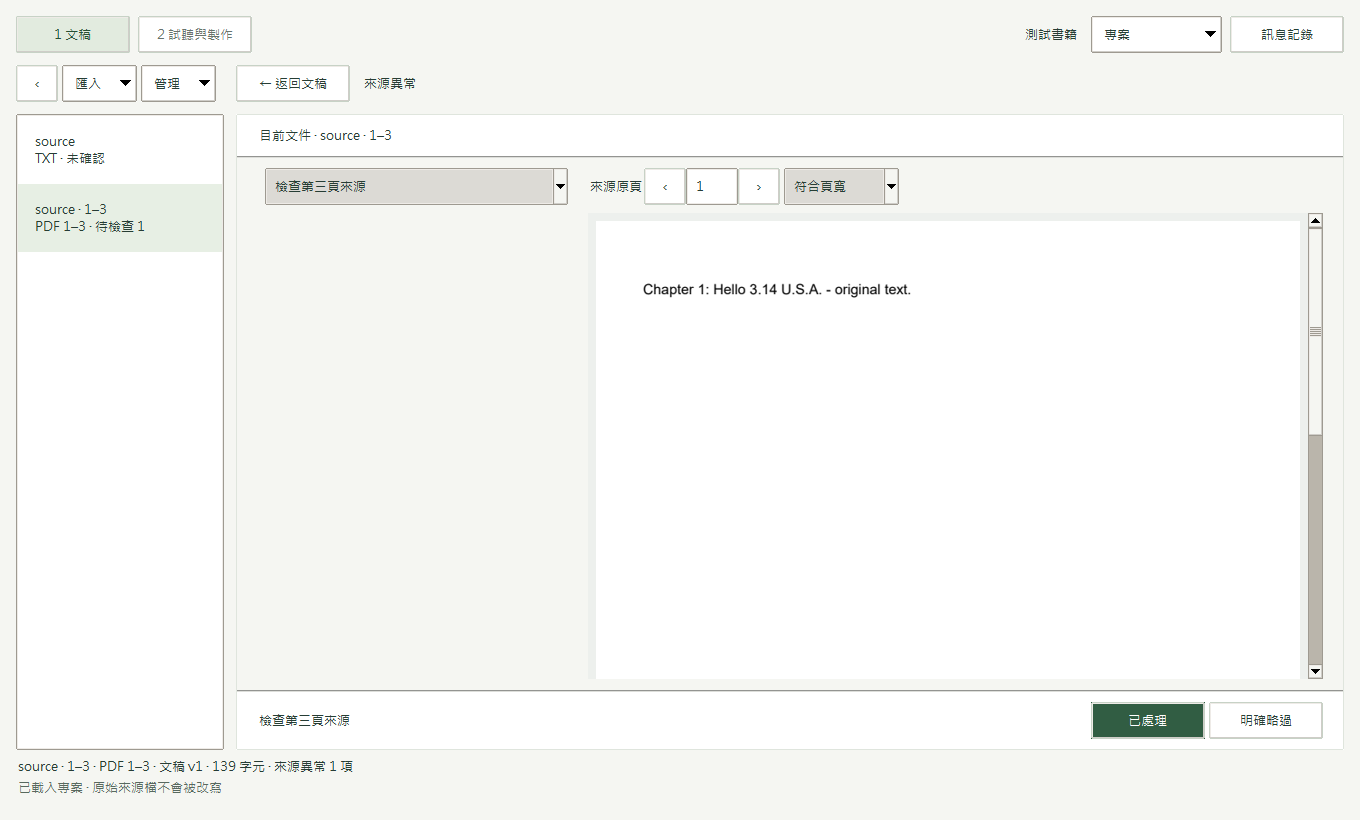 1 文稿
2 試聽與製作
測試書籍
專案
訊息記錄
‹
匯入
管理
← 返回文稿
來源異常
source
TXT · 未確認
source · 1–3
PDF 1–3 · 待檢查 1
目前文件 · source · 1–3
檢查第三頁來源
來源原頁
‹
1
›
符合頁寬
Chapter 1: Hello 3.14 U.S.A. - original text.
檢查第三頁來源
已處理
明確略過
source · 1–3 · PDF 1–3 · 文稿 v1 · 139 字元 · 來源異常 1 項
已載入專案 · 原始來源檔不會被改寫